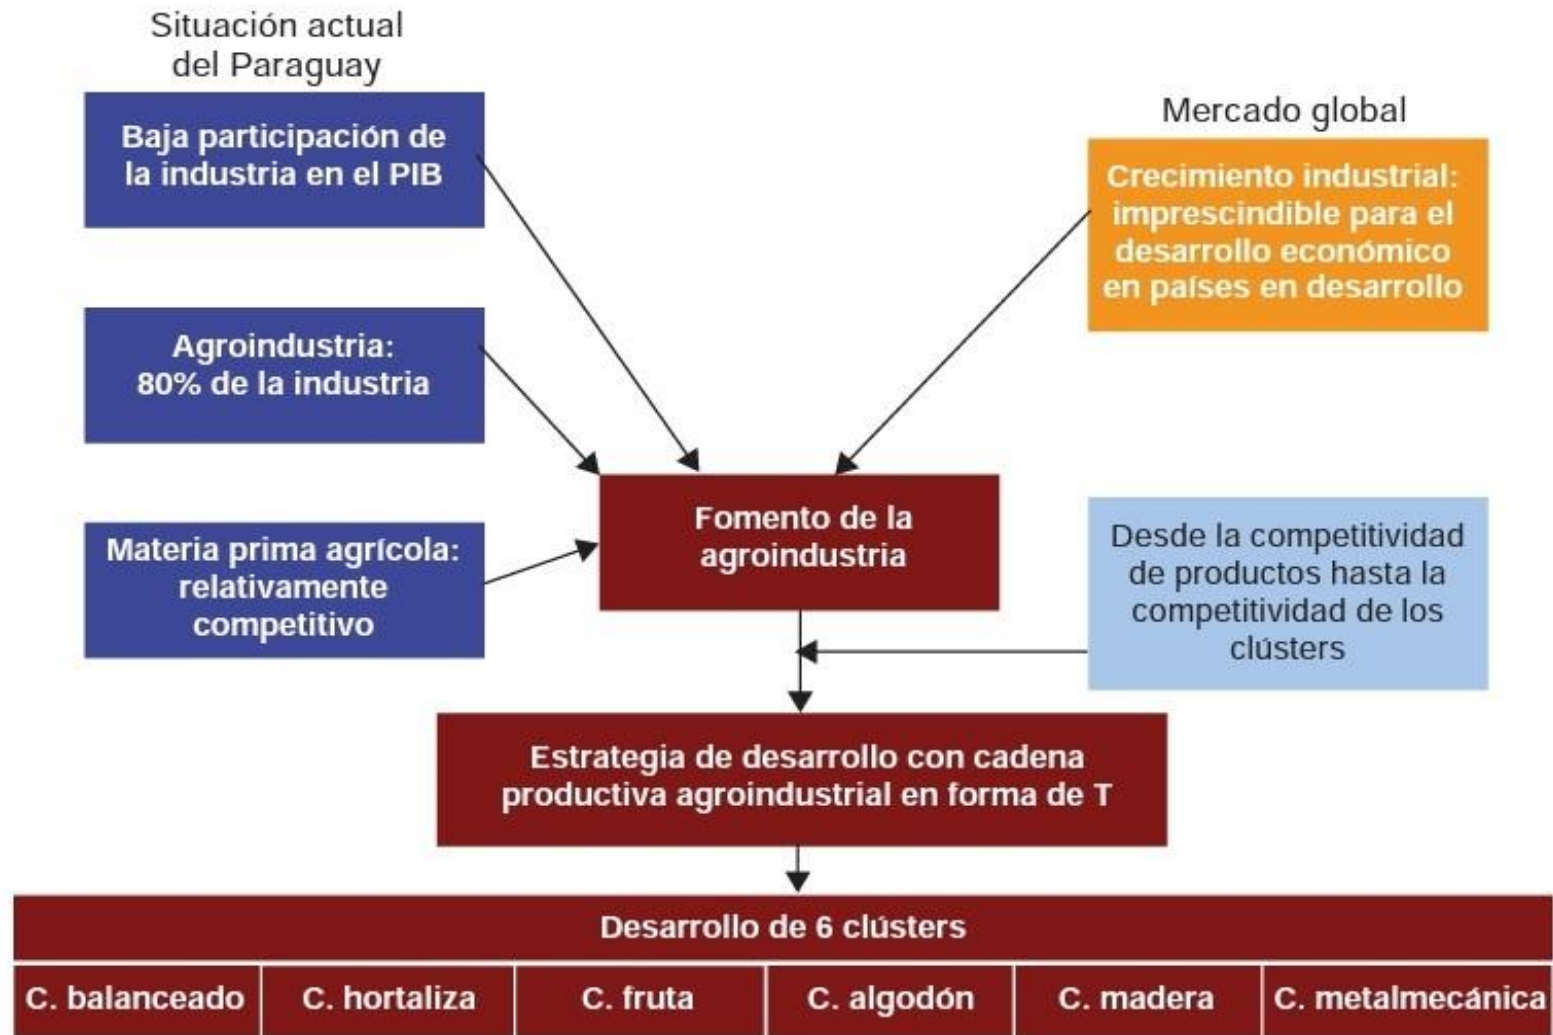 Situación actual
del Paraguay
Baja participación de
la industria en el PIB
Agroindustria:
80% de la industria
Materia prima agrícola:
relativamente
competitivo
Mercado global
Crecimiento industrial:
imprescindible para el
desarrollo económico
en países en desarrollo
Fomento de la
agroindustria
Desde la competitividad
de productos hasta la
competitividad de los
clústers
Estrategia de desarrollo con cadena
productiva agroindustrial en forma de T
Desarrollo de 6 clústers
C. balanceado
C. hortaliza
C. fruta
C. algodón
C. madera
C. metalmecánica